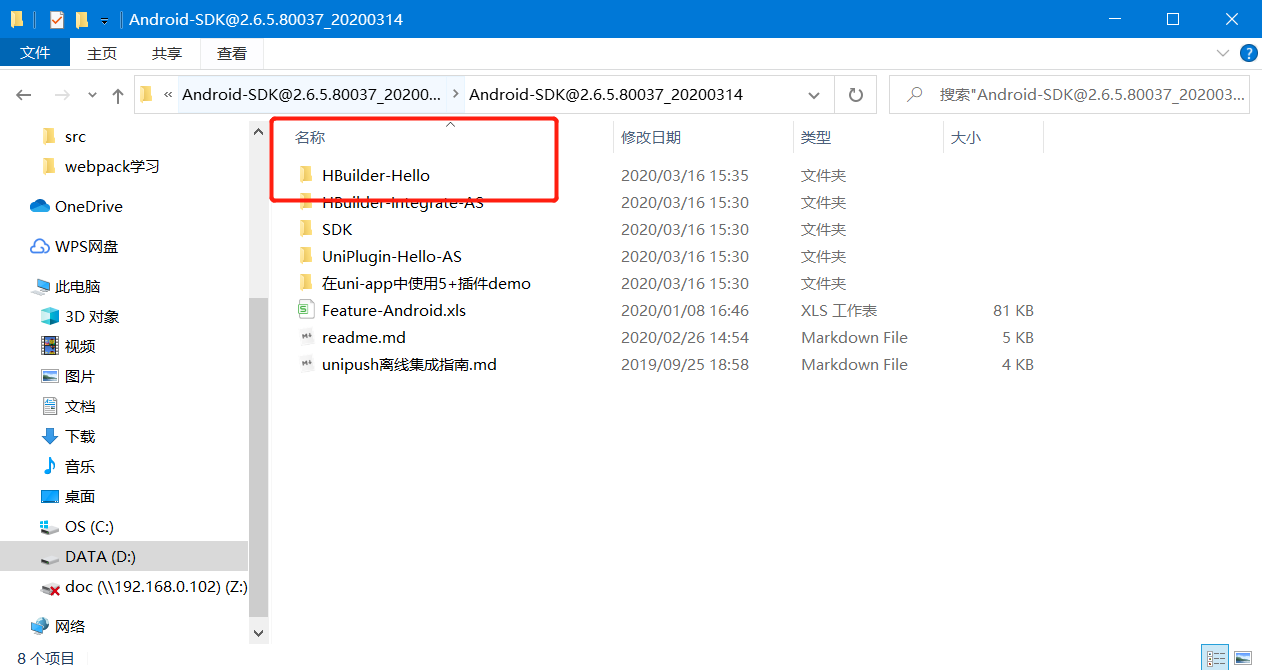 Android-SDK@2.6.5.80037_20200314
文件 主页 共享 查看
« Android-SDK@2.6.5.80037_20200... › Android-SDK@2.6.5.80037_20200314 搜索"Android-SDK@2.6.5.80037_202003...
src
webpack学习
OneDrive
WPS网盘
此电脑
3D 对象
视频
图片
文档
下载
音乐
桌面
OS (C:)
DATA (D:)
doc (\\192.168.0.102) (Z:)
网络
名称 修改日期 类型 大小
HBuilder-Hello 2020/03/16 15:35 文件夹
HBuilder-Integrate-AS 2020/03/16 15:30 文件夹
SDK 2020/03/16 15:30 文件夹
UniPlugin-Hello-AS 2020/03/16 15:30 文件夹
在uni-app中使用5+插件demo 2020/03/16 15:30 文件夹
Feature-Android.xls 2020/01/08 16:46 XLS 工作表 81 KB
readme.md 2020/02/26 14:54 Markdown File 5 KB
unipush离线集成指南.md 2019/09/25 18:58 Markdown File 4 KB
8 个项目